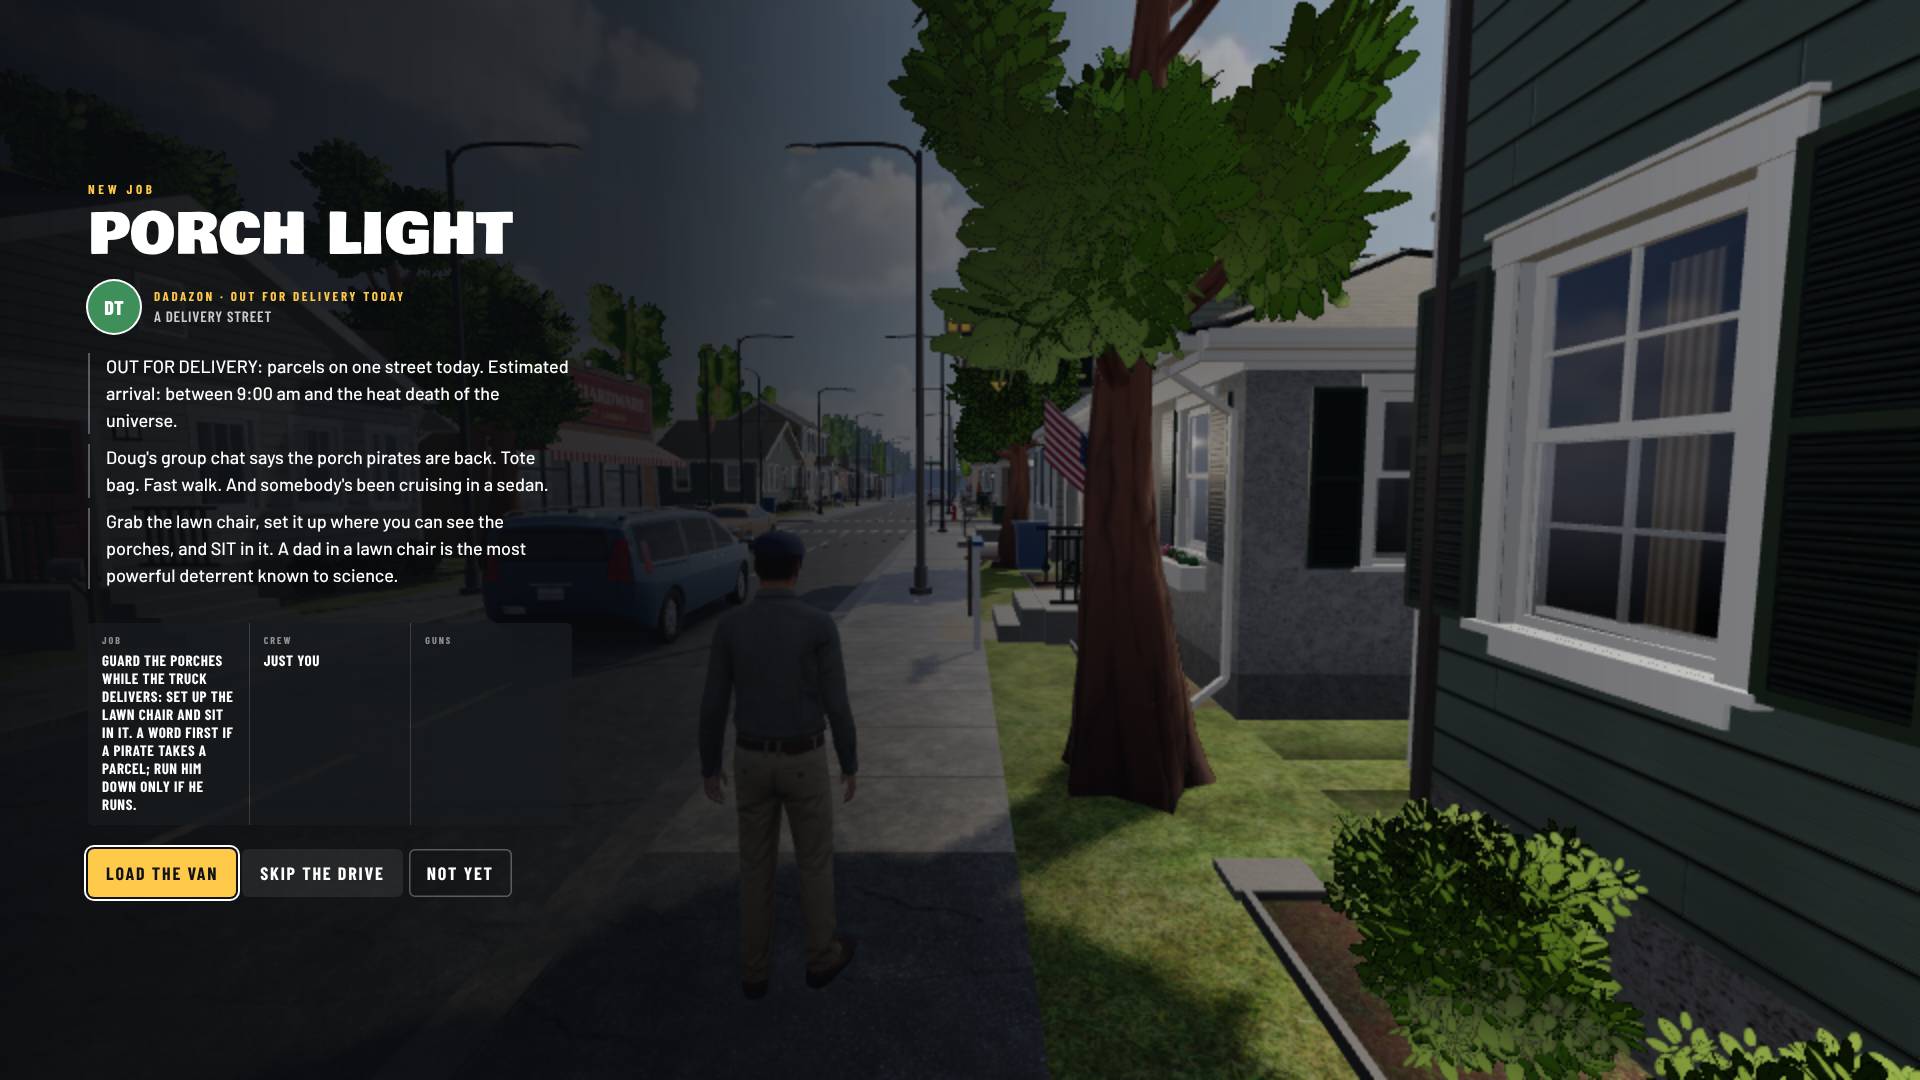 NEW JOB
PORCH LIGHT
DT
DADAZON · OUT FOR DELIVERY TODAY
A DELIVERY STREET
OUT FOR DELIVERY: parcels on one street today. Estimated
arrival: between 9:00 am and the heat death of the
universe.
Doug's group chat says the porch pirates are back. Tote
bag. Fast walk. And somebody's been cruising in a sedan.
Grab the lawn chair, set it up where you can see the
porches, and SIT in it. A dad in a lawn chair is the most
powerful deterrent known to science.
JOB
GUARD THE PORCHES
WHILE THE TRUCK
DELIVERS: SET UP THE
LAWN CHAIR AND SIT
IN IT. A WORD FIRST IF
A PIRATE TAKES A
PARCEL; RUN HIM
DOWN ONLY IF HE
RUNS.
CREW
JUST YOU
GUNS
LOAD THE VAN
SKIP THE DRIVE
NOT YET
HARDWARE